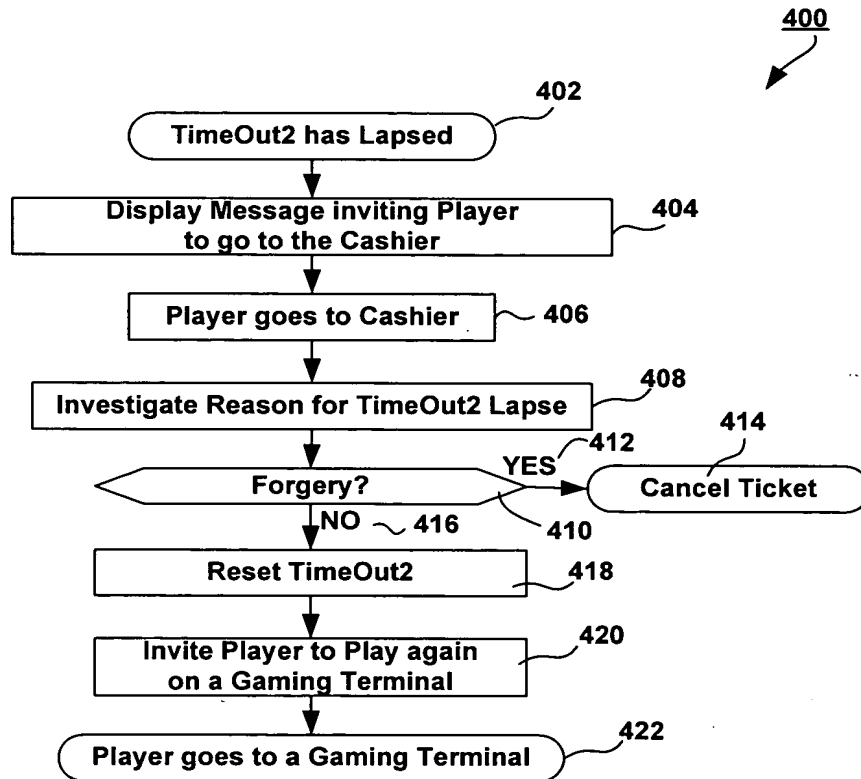 400
402
TimeOut2 has Lapsed
Display Message inviting Player
to go to the Cashier
404
Player goes to Cashier
406
Investigate Reason for TimeOut2 Lapse
408
412
414
YES
Forgery?
Cancel Ticket
NO
416
410
Reset TimeOut2
418
Invite Player to Play again
on a Gaming Terminal
420
Player goes to a Gaming Terminal
422